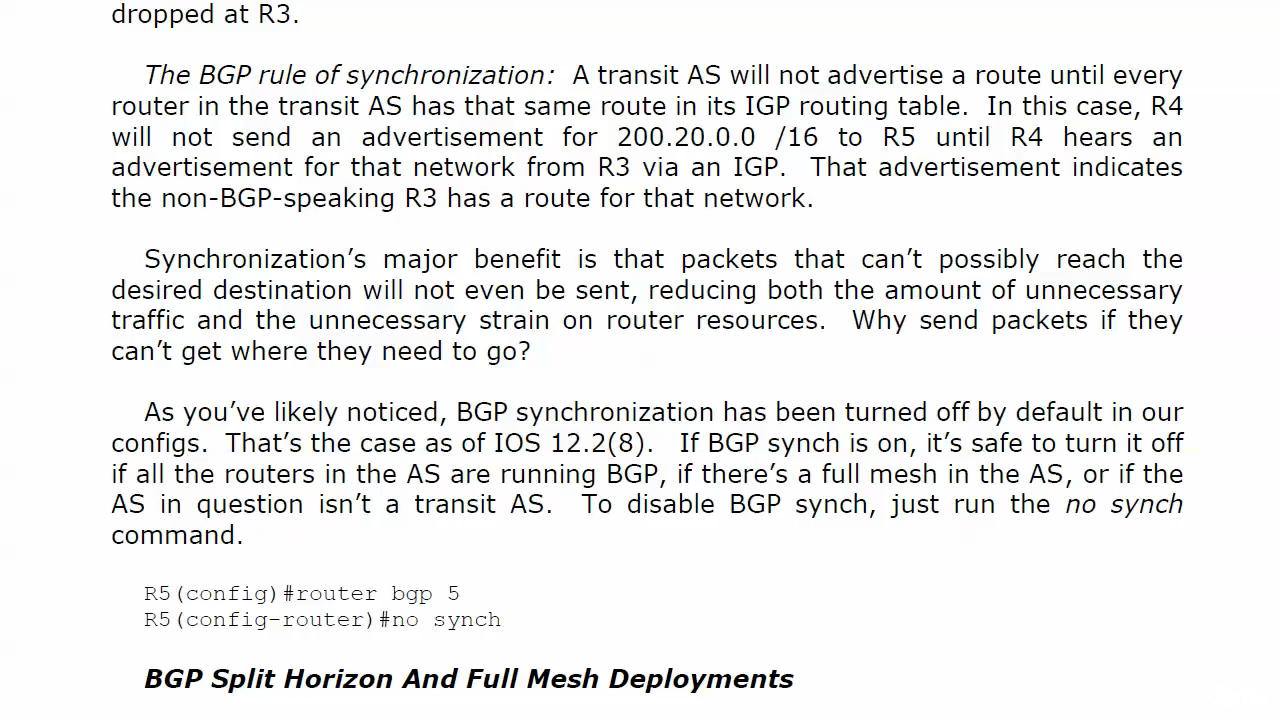 dropped at R3.
The BGP rule of synchronization: A transit AS will not advertise a route until every
router in the transit AS has that same route in its IGP routing table. In this case, R4
will not send an advertisement for 200.20.0.0 /16 to R5 until R4 hears an
advertisement for that network from R3 via an IGP. That advertisement indicates
the non-BGP-speaking R3 has a route for that network.
Synchronization’s major benefit is that packets that can’t possibly reach the
desired destination will not even be sent, reducing both the amount of unnecessary
traffic and the unnecessary strain on router resources. Why send packets if they
can’t get where they need to go?
As you’ve likely noticed, BGP synchronization has been turned off by default in our
configs. That’s the case as of IOS 12.2(8). If BGP synch is on, it’s safe to turn it off
if all the routers in the AS are running BGP, if there’s a full mesh in the AS, or if the
AS in question isn’t a transit AS. To disable BGP synch, just run the no synch
command.
R5(config)#router bgp 5
R5(config-router)#no synch
BGP Split Horizon And Full Mesh Deployments